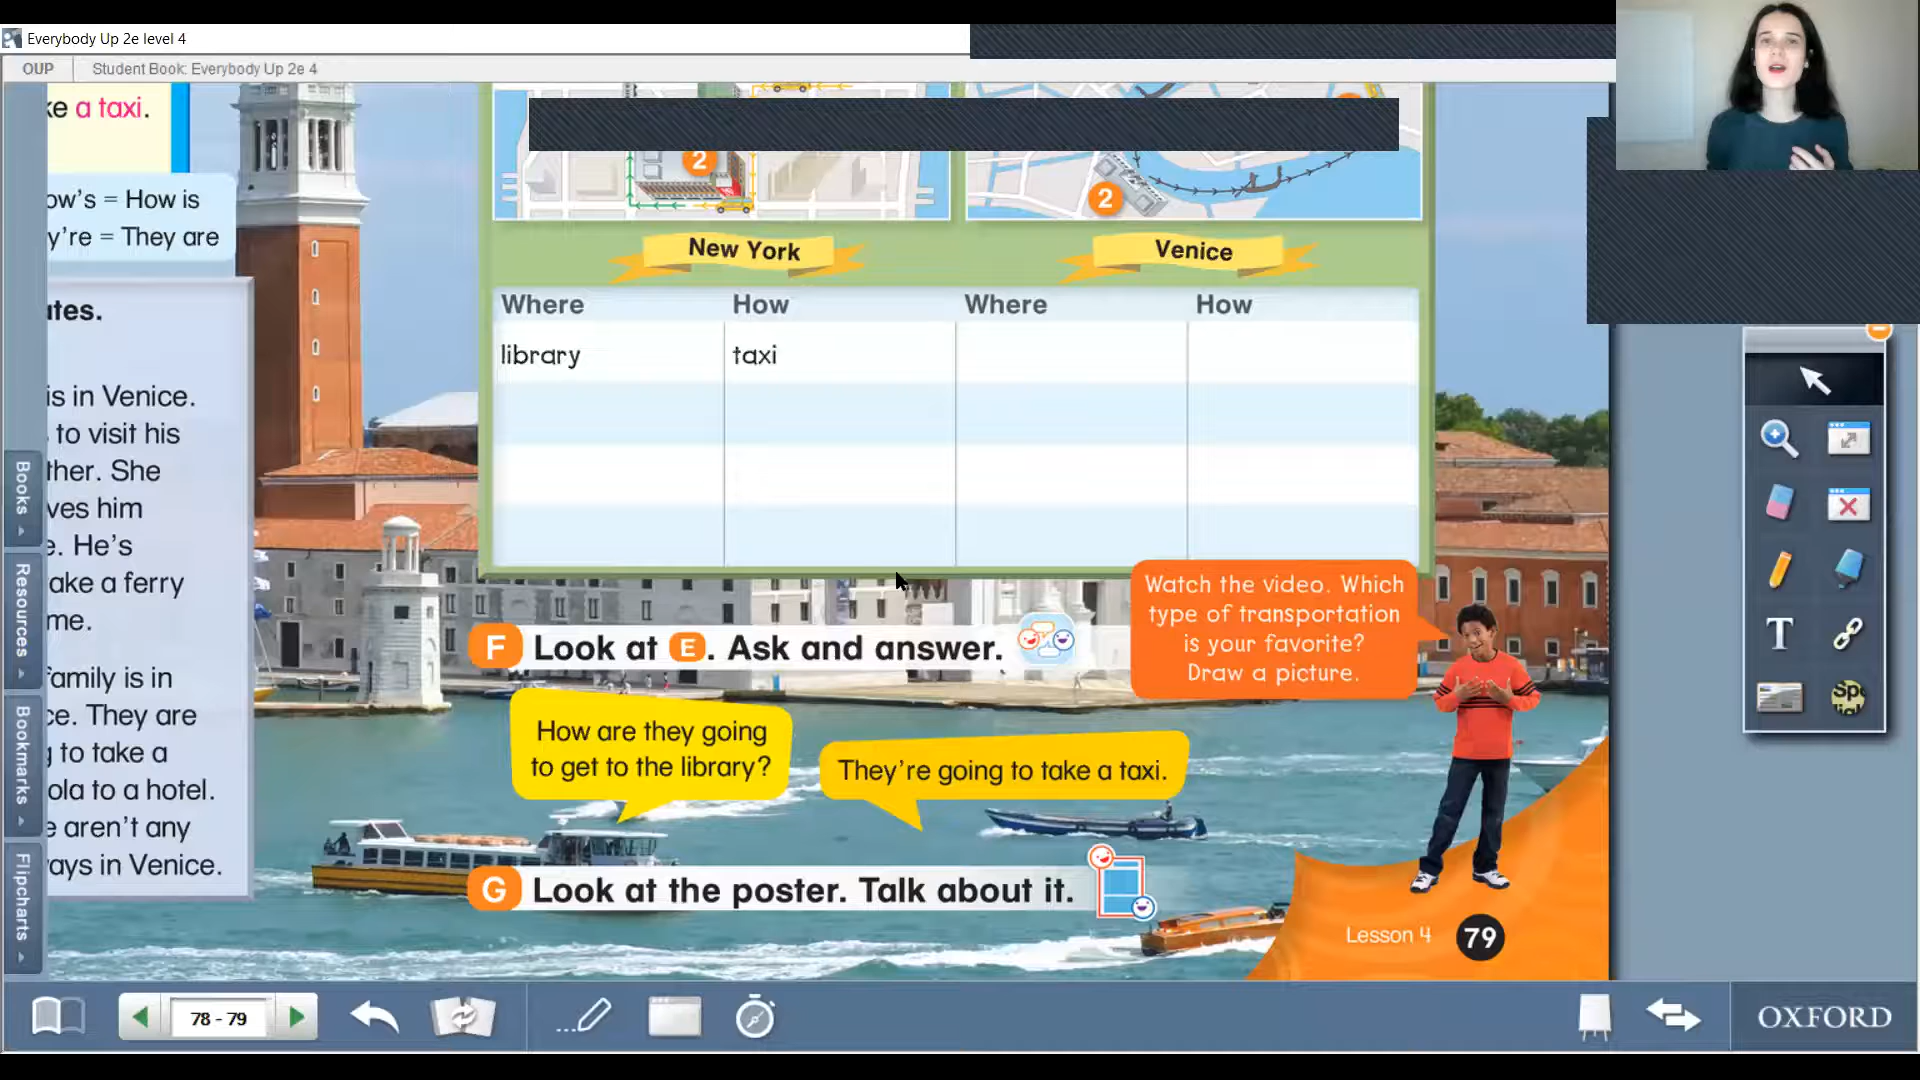 Everybody Up 2e level 4
OUP
Student Book: Everybody Up 2e 4
ke a taxi.
ow's = How is
y're = They are
ates.
is in Venice.
to visit his
ther. She
ves him
e. He's
ake a ferry
me.
family is in
ce. They are
g to take a
ola to a hotel.
e aren't any
ays in Venice.
2
2
New York
Venice
Where How Where How
library taxi
Watch the video. Which
type of transportation
is your favorite?
Draw a picture.
F Look at E. Ask and answer.
How are they going
to get to the library?
They're going to take a taxi.
G Look at the poster. Talk about it.
Lesson 4 79
Books
Resources
Bookmarks
Flipcharts
T
78 - 79
OXFORD